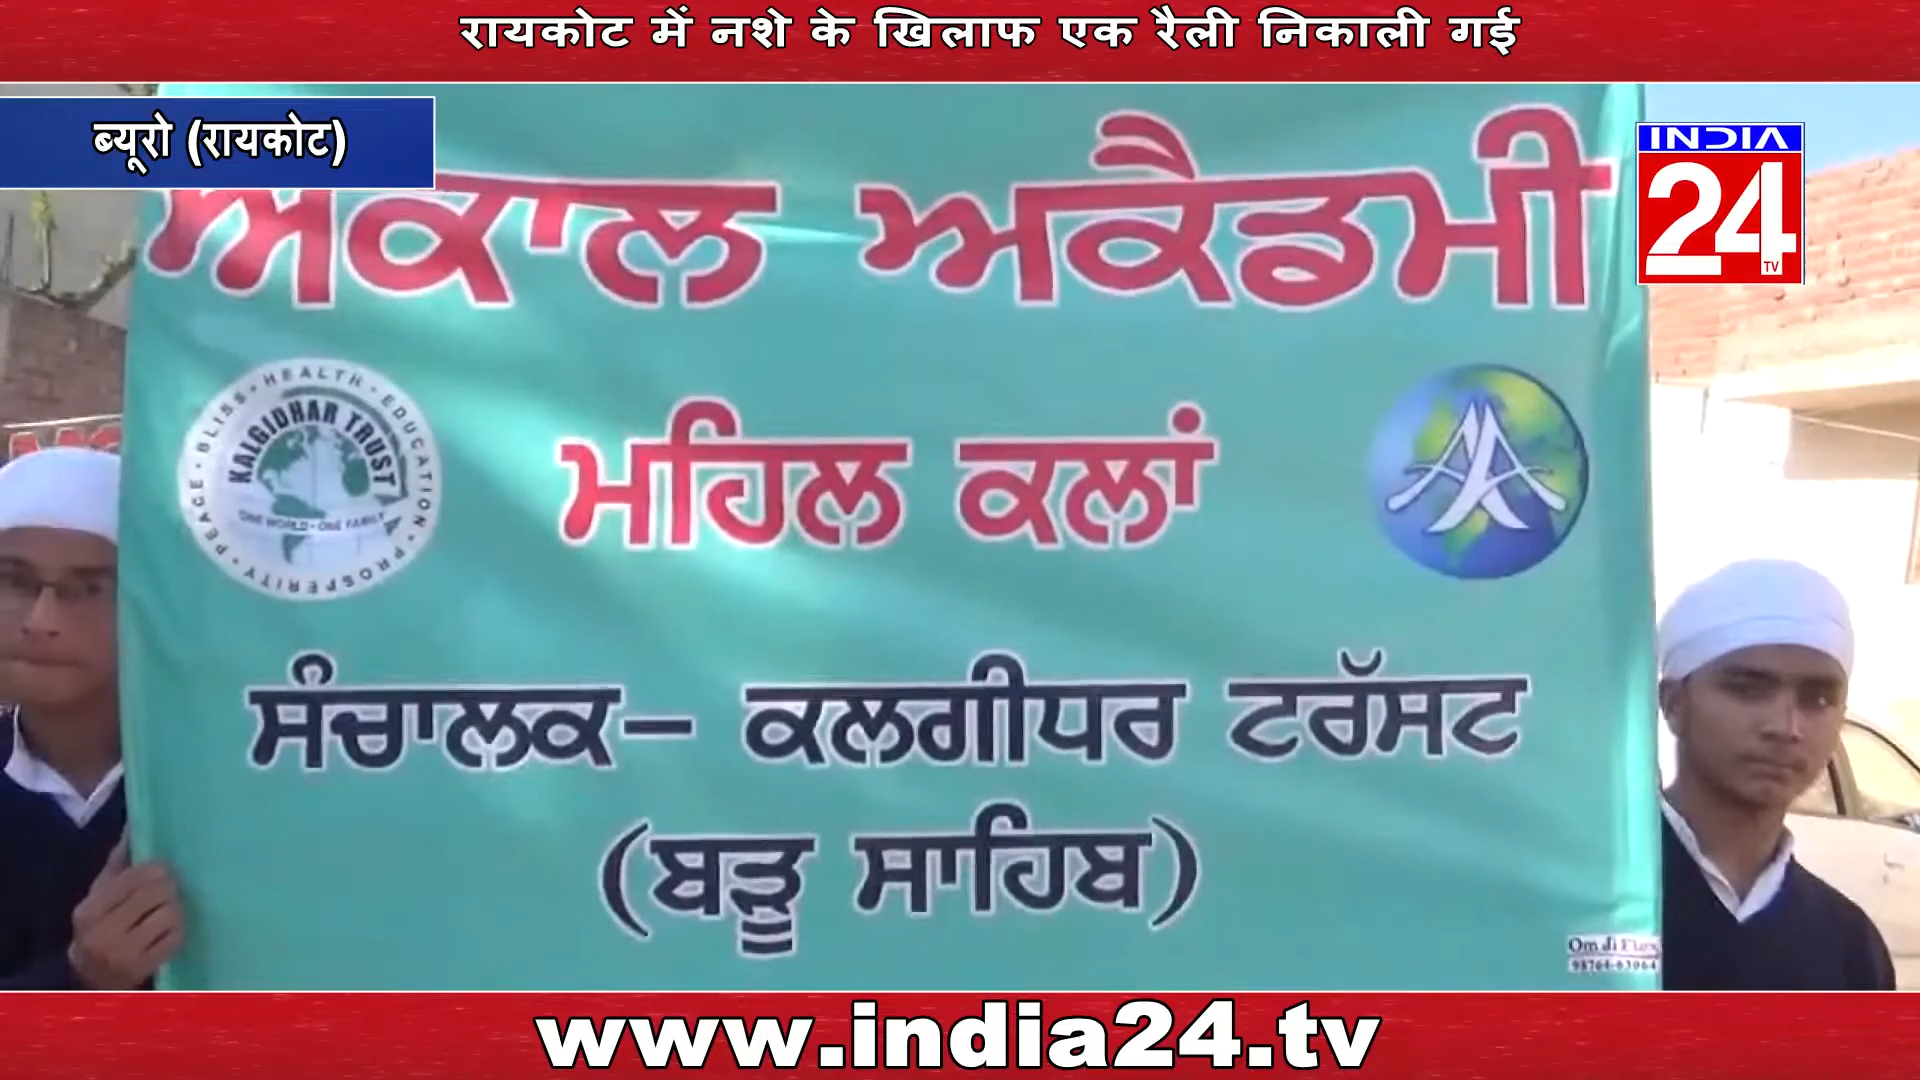 रायकोट में नशे के खिलाफ एक रैली निकाली गई
ब्यूरो (रायकोट)
INDIA
24
TV
ਅਕਾਲ ਅਕੈਡਮੀ
HEALTH • EDUCATION • PROSPERITY • PEACE • BLISS •
KALGIDHAR TRUST
ONE WORLD • ONE FAMILY
ਮਹਿਲ ਕਲਾਂ
ਸੰਚਾਲਕ- ਕਲਗੀਧਰ ਟਰੱਸਟ
(ਬੜੂ ਸਾਹਿਬ)
www.india24.tv